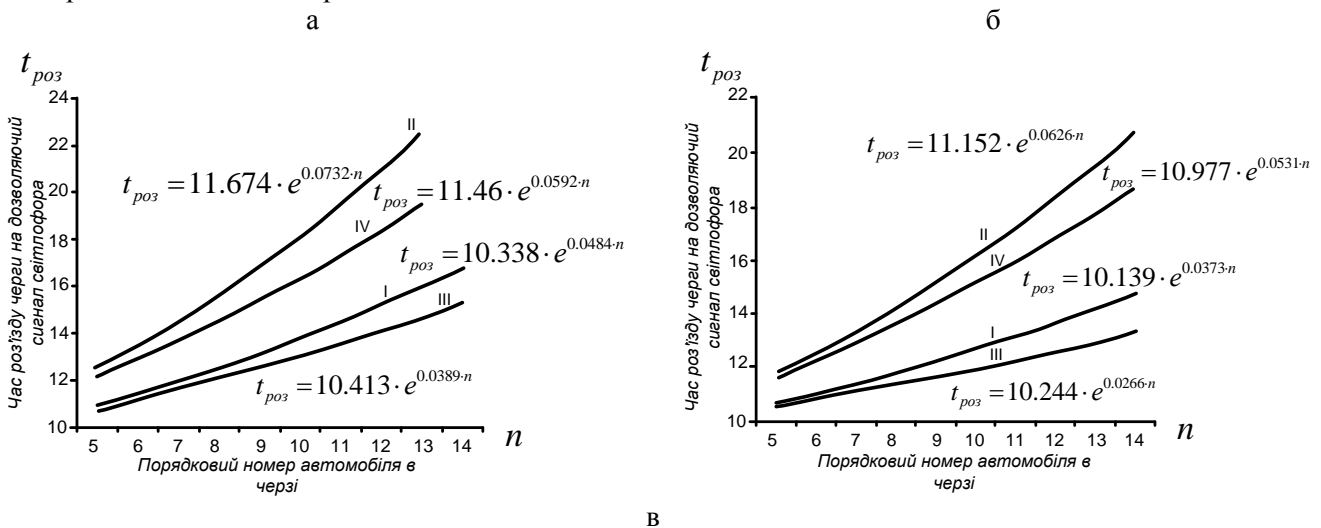 а
б
t_роз
24
22
20
18
16
14
12
10
Час роз'їзду черги на дозволяючий
сигнал світлофора
II
t_роз = 11.674 · e^{0.0732·n}
t_роз = 11.46 · e^{0.0592·n}
IV
t_роз = 10.338 · e^{0.0484·n}
I
III
t_роз = 10.413 · e^{0.0389·n}
5 6 7 8 9 10 11 12 13 14
n
Порядковий номер автомобіля в
черзі
t_роз
22
20
18
16
14
12
10
Час роз'їзду черги на дозволяючий
сигнал світлофора
t_роз = 11.152 · e^{0.0626·n}
t_роз = 10.977 · e^{0.0531·n}
II
IV
t_роз = 10.139 · e^{0.0373·n}
I
III
t_роз = 10.244 · e^{0.0266·n}
5 6 7 8 9 10 11 12 13 14
n
Порядковий номер автомобіля в
черзі
в